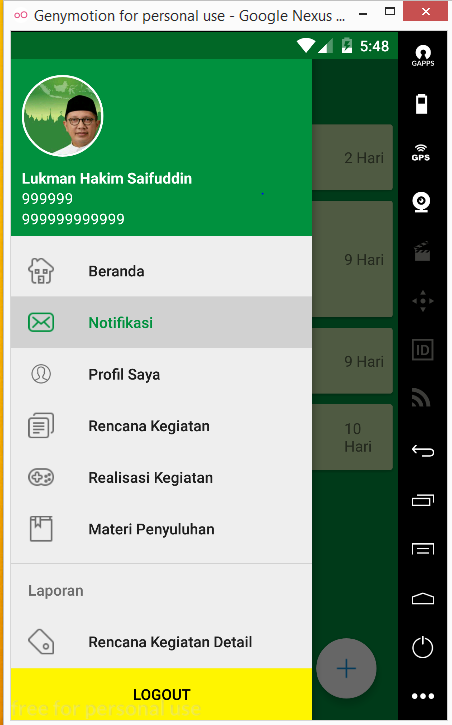 Genymotion for personal use - Google Nexus ...
5:48
GAPPS
Lukman Hakim Saifuddin
999999
999999999999
GPS
2 Hari
Beranda
9 Hari
Notifikasi
ID
Profil Saya
9 Hari
Rencana Kegiatan
10
Hari
Realisasi Kegiatan
Materi Penyuluhan
Laporan
Rencana Kegiatan Detail
LOGOUT
free for personal use